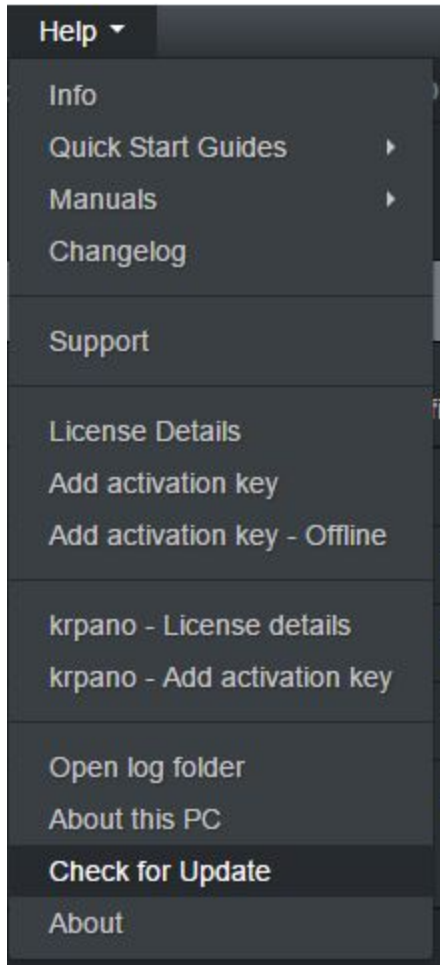 Help
Info
Quick Start Guides
Manuals
Changelog
Support
License Details
Add activation key
Add activation key - Offline
krpano - License details
krpano - Add activation key
Open log folder
About this PC
Check for Update
About